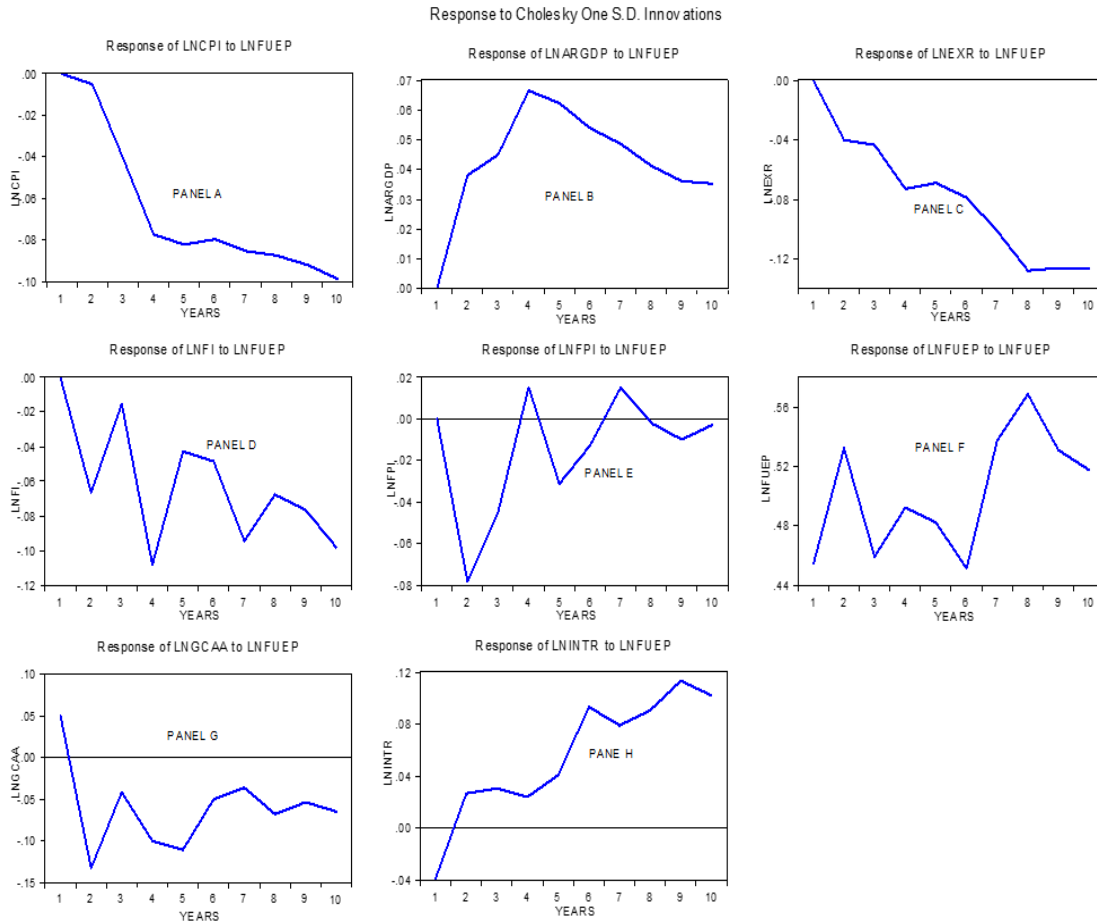 Response to Cholesky One S.D. Innovations
Response of LNCPI to LNFUEP
.00
-.02
-.04
-.06
-.08
-.10
LNCPI
PANEL A
1 2 3 4 5 6 7 8 9 10
YEARS
Response of LNARGDP to LNFUEP
.07
.06
.05
.04
.03
.02
.01
.00
LNARGDP
PANEL B
1 2 3 4 5 6 7 8 9 10
YEARS
Response of LNEXR to LNFUEP
.00
-.04
-.08
-.12
LNEXR
PANEL C
1 2 3 4 5 6 7 8 9 10
YEARS
Response of LNFI to LNFUEP
.00
-.02
-.04
-.06
-.08
-.10
-.12
LNFI
PANEL D
1 2 3 4 5 6 7 8 9 10
YEARS
Response of LNFPI to LNFUEP
.02
.00
-.02
-.04
-.06
-.08
LNFPI
PANEL E
1 2 3 4 5 6 7 8 9 10
YEARS
Response of LNFUEP to LNFUEP
.56
.52
.48
.44
LNFUEP
PANEL F
1 2 3 4 5 6 7 8 9 10
YEARS
Response of LNGCAA to LNFUEP
.10
.05
.00
-.05
-.10
-.15
LNGCAA
PANEL G
1 2 3 4 5 6 7 8 9 10
YEARS
Response of LNINTR to LNFUEP
.12
.08
.04
.00
-.04
LNINTR
PANE H
1 2 3 4 5 6 7 8 9 10
YEARS